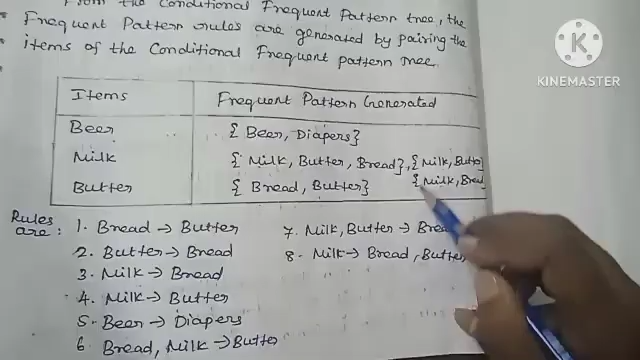 From the Conditional Frequent Pattern tree, the
Frequent Pattern rules are generated by pairing the
items of the Conditional Frequent pattern Tree.
KINEMASTER
Items Frequent Pattern Generated
Beer { Beer, Diapers}
Milk { Milk, Butter, Bread}, {Milk, Butter}
{Milk, Bread
Butter { Bread, Butter}
Rules are: 1. Bread → Butter
2. Butter → Bread
3. Milk → Bread
4. Milk → Butter
5. Beer → Diapers
6. Bread, Milk → Butter
7. Milk, Butter → Bread
8. Milk → Bread, Butter